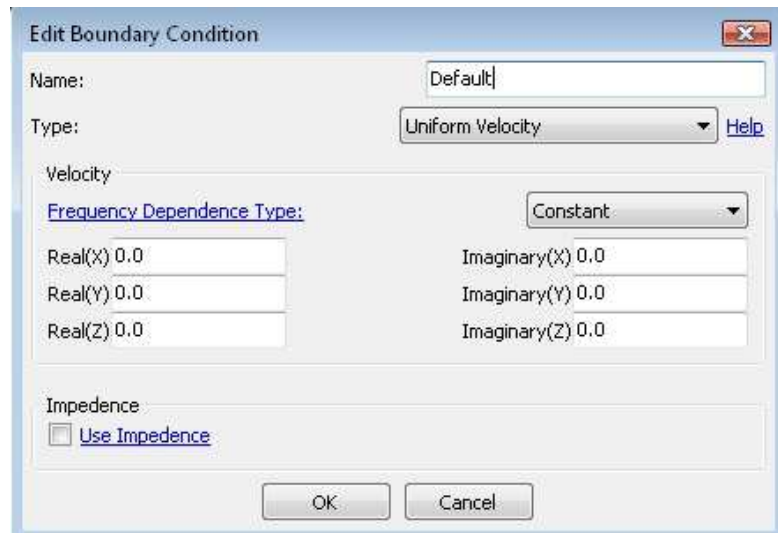 Edit Boundary Condition
Name: Default
Type: Uniform Velocity Help
Velocity
Frequency Dependence Type: Constant
Real(X) 0.0 Imaginary(X) 0.0
Real(Y) 0.0 Imaginary(Y) 0.0
Real(Z) 0.0 Imaginary(Z) 0.0
Impedence
Use Impedence
OK Cancel